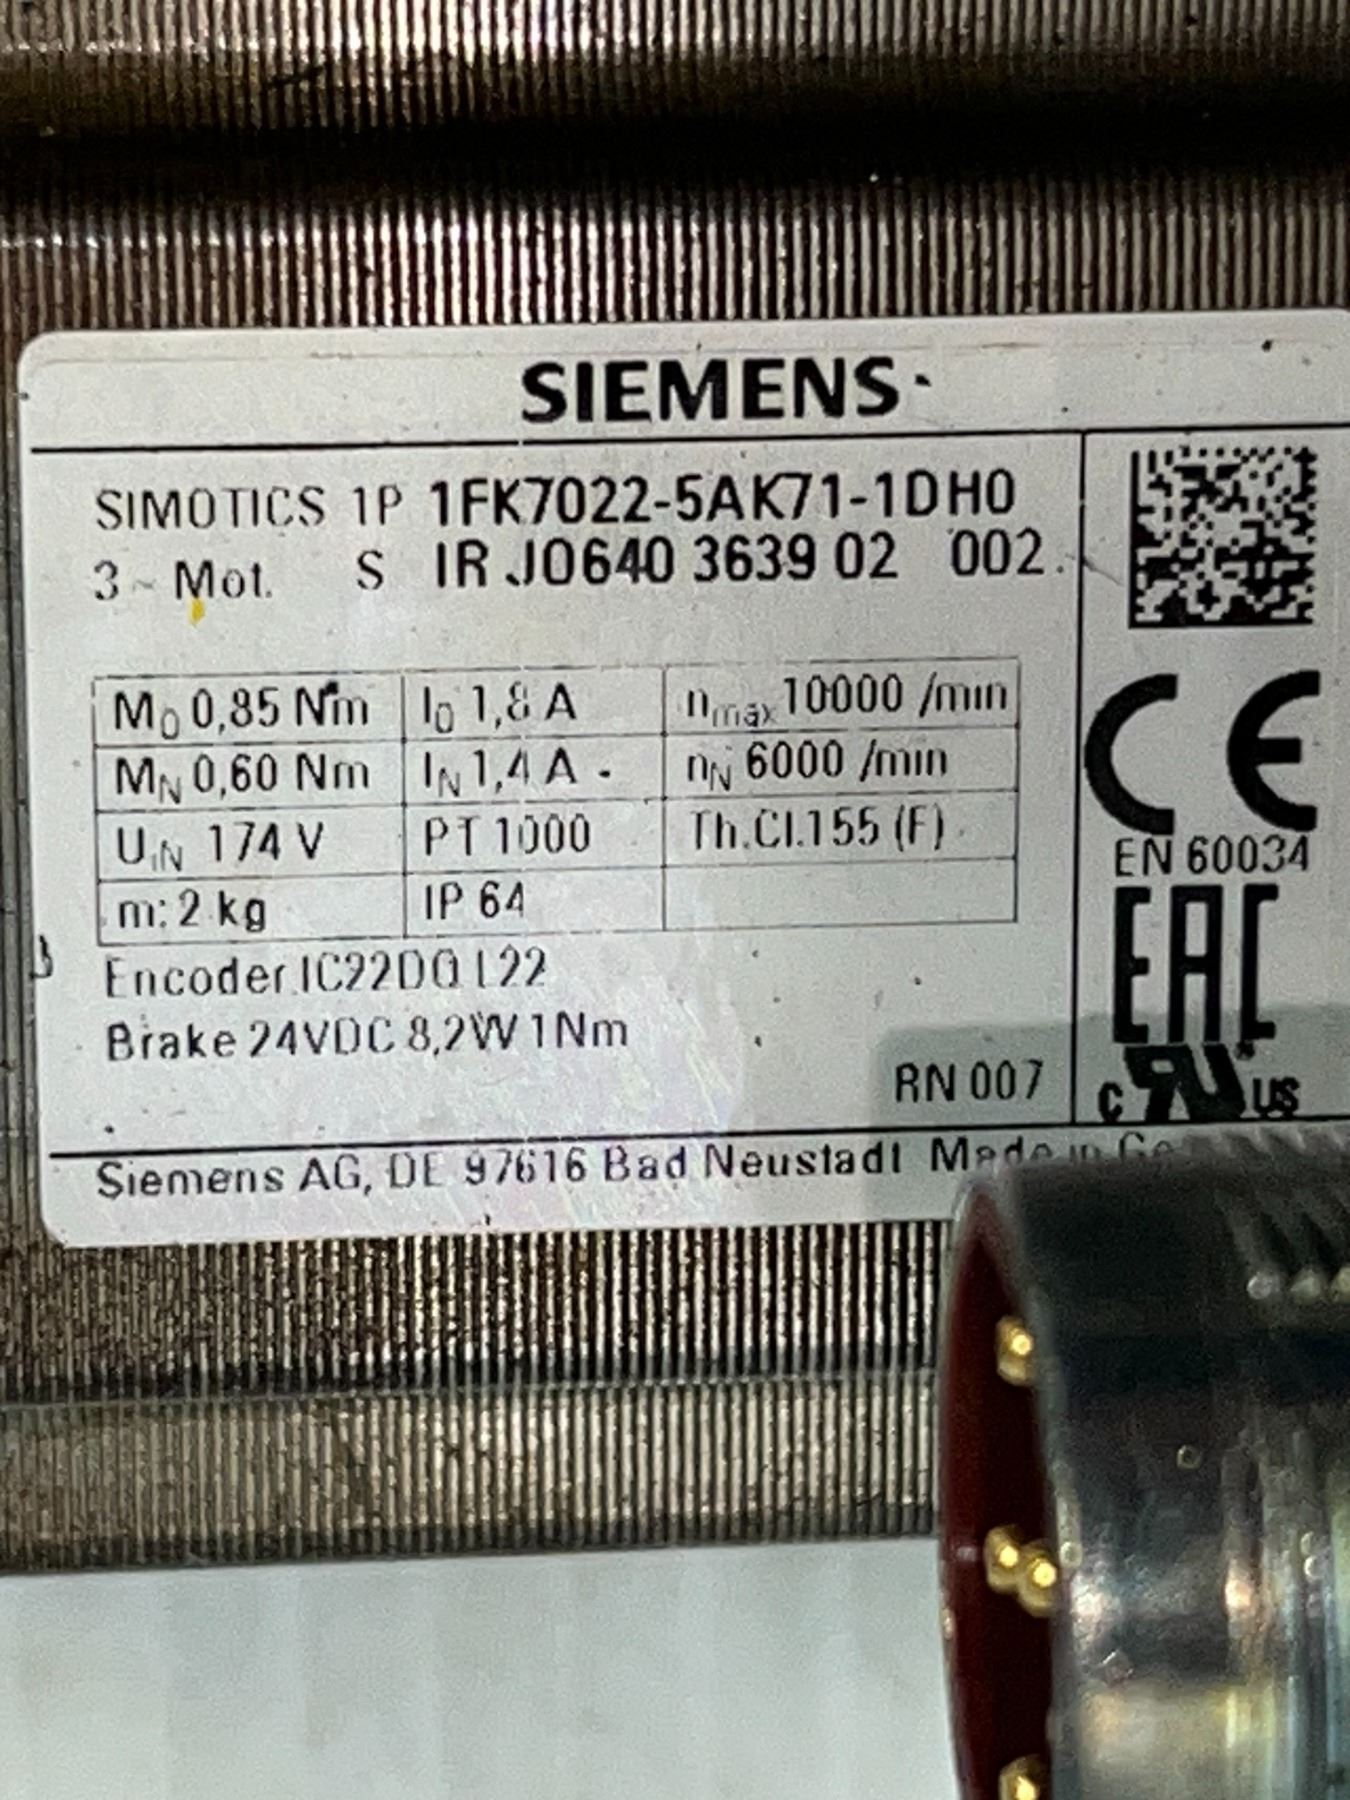 SIEMENS
SIMOTICS 1P 1FK7022-5AK71-1DH0
3 ~ Mot. S IR J0640 3639 02 002
M0 0,85 Nm I0 1,8 A nmax 10000 /min
MN 0,60 Nm IN 1,4 A nN 6000 /min
UIN 174 V PT 1000 Th.Cl.155 (F)
m: 2 kg IP 64
Encoder IC22DQ L22
Brake 24VDC 8,2W 1Nm
RN 007
CE
EN 60034
EAC
c RU US
Siemens AG, DE 97616 Bad Neustadt Made in